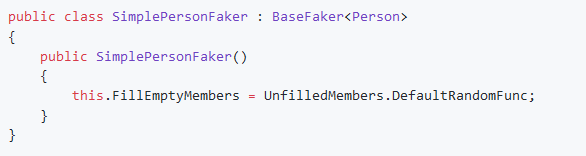 public class SimplePersonFaker : BaseFaker<Person>
{
    public SimplePersonFaker()
    {
        this.FillEmptyMembers = UnfilledMembers.DefaultRandomFunc;
    }
}